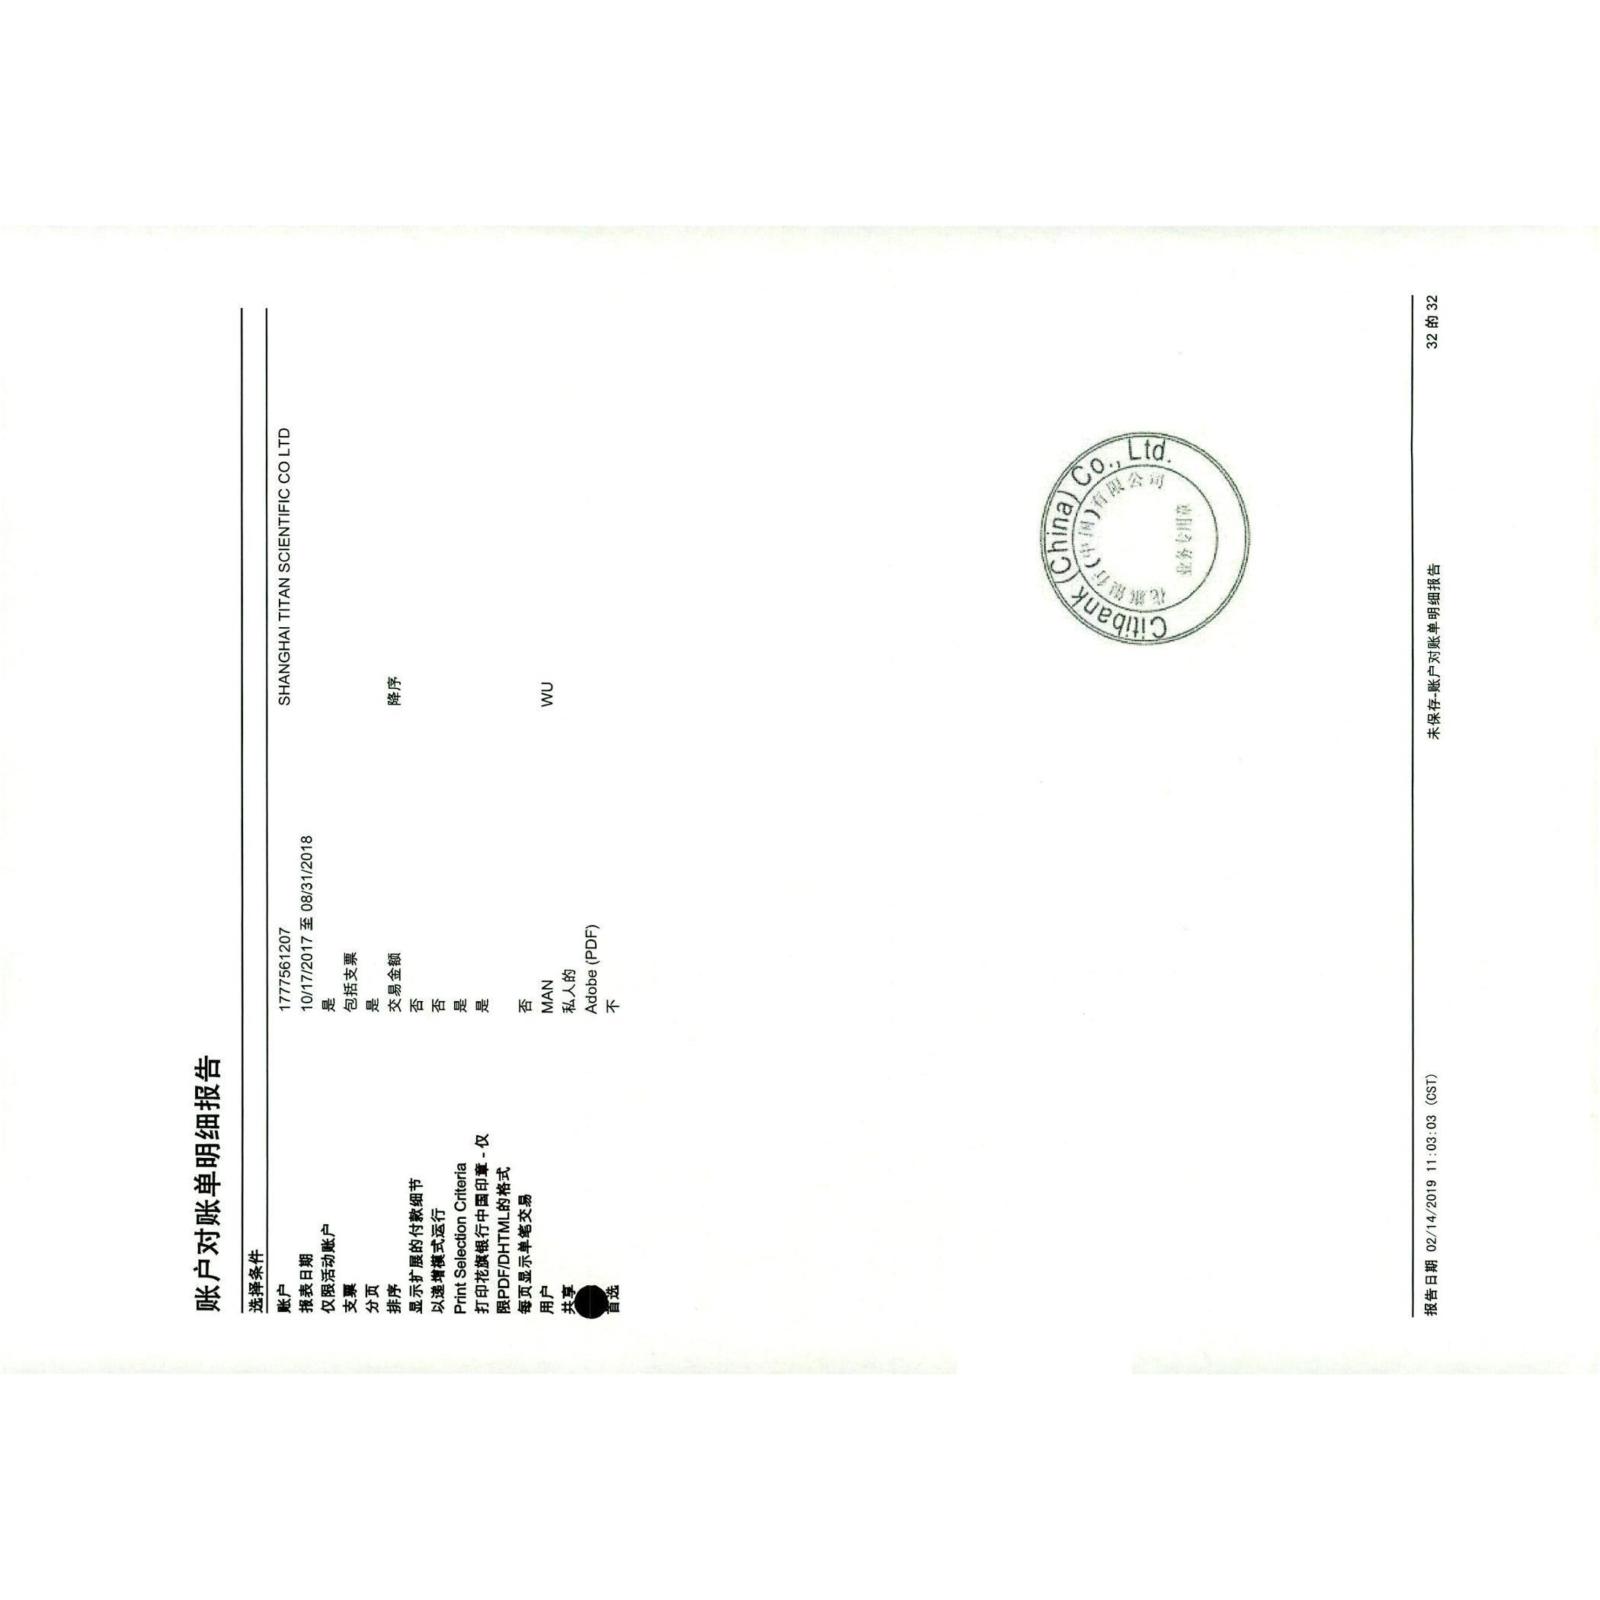 账户对账单明细报告
选择条件
账户 1777561207 SHANGHAI TITAN SCIENTIFIC CO LTD
报表日期 10/17/2017 至 08/31/2018
仅限活动账户 是
支票 包括支票
分页 是
排序 交易金额 降序
显示扩展的付款细节 否
以递增模式运行 否
Print Selection Criteria 是
打印花旗银行中国印章 - 仅 是
限PDF/DHTML的格式
每页显示单笔交易 否
用户 MAN WU
共享 私人的
Adobe (PDF)
首选 不
Citibank (China) Co., Ltd.
花旗银行(中国)有限公司
业务专用章
报告日期 02/14/2019 11:03:03 (CST) 未保存-账户对账单明细报告 32 的 32